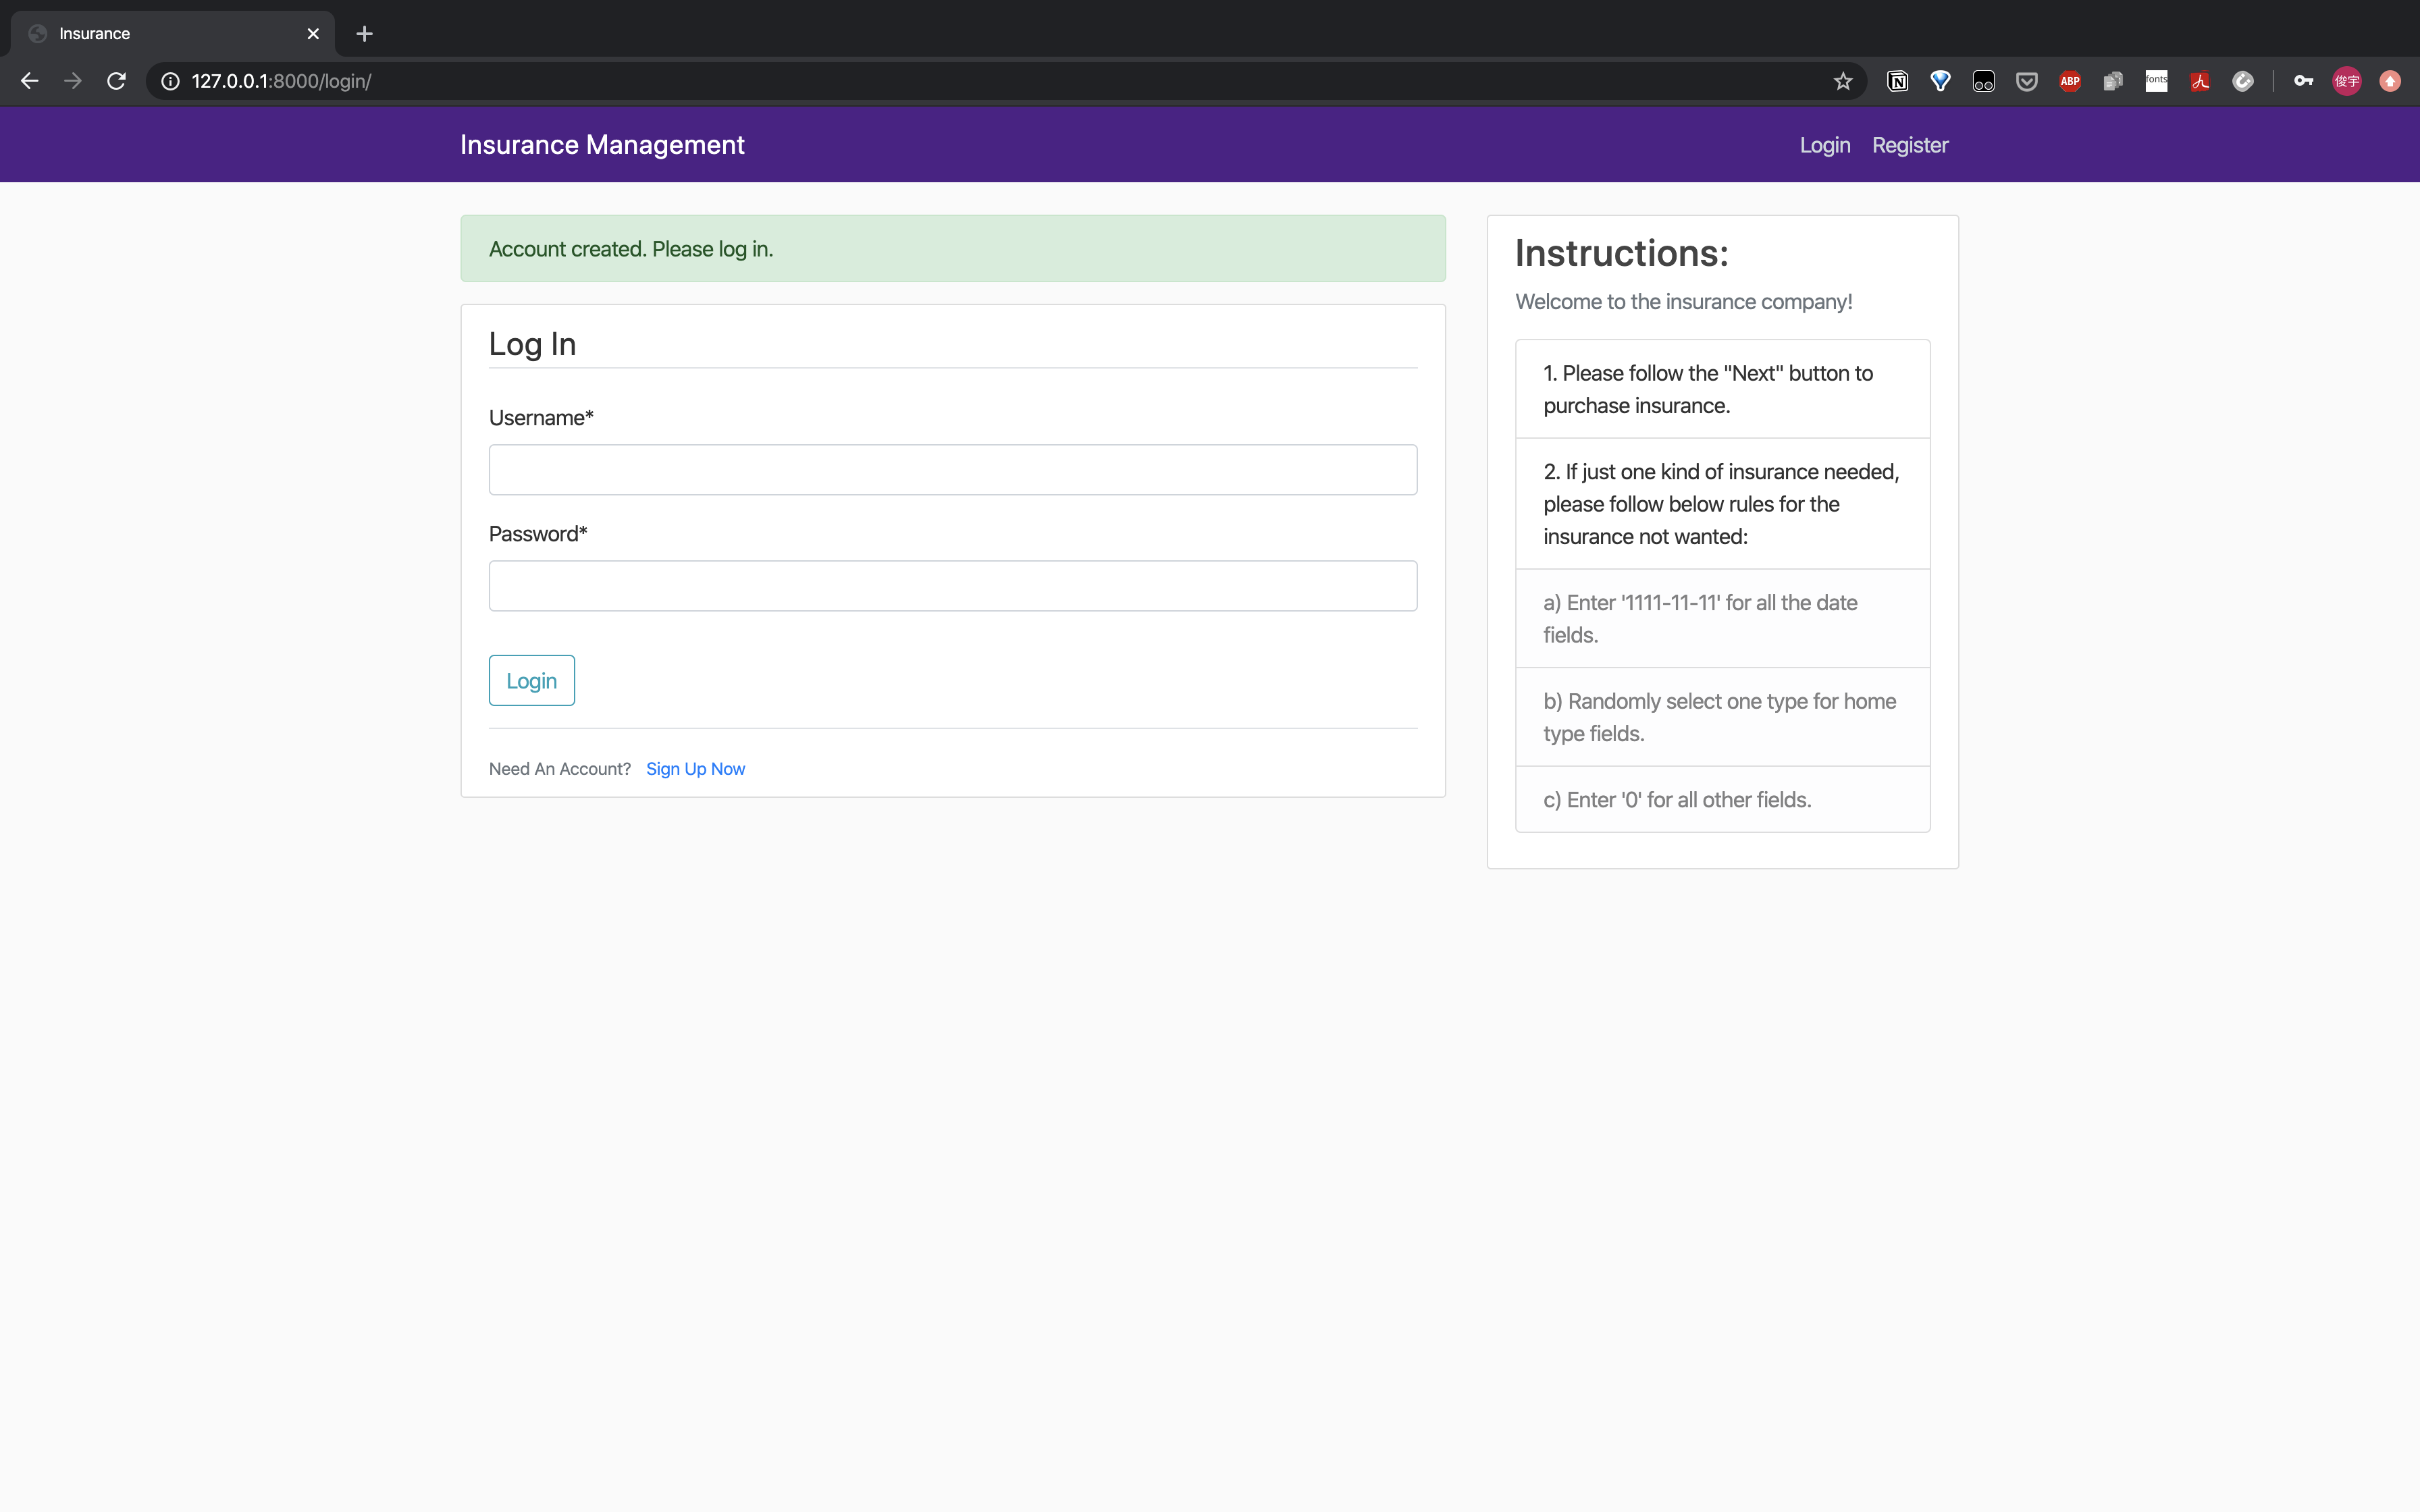 Insurance
127.0.0.1:8000/login/
ABP
fonts
俊宇
Insurance Management
Login
Register
Account created. Please log in.
Log In
Username*
Password*
Login
Need An Account? Sign Up Now
Instructions:
Welcome to the insurance company!
1. Please follow the "Next" button to
purchase insurance.
2. If just one kind of insurance needed,
please follow below rules for the
insurance not wanted:
a) Enter '1111-11-11' for all the date
fields.
b) Randomly select one type for home
type fields.
c) Enter '0' for all other fields.